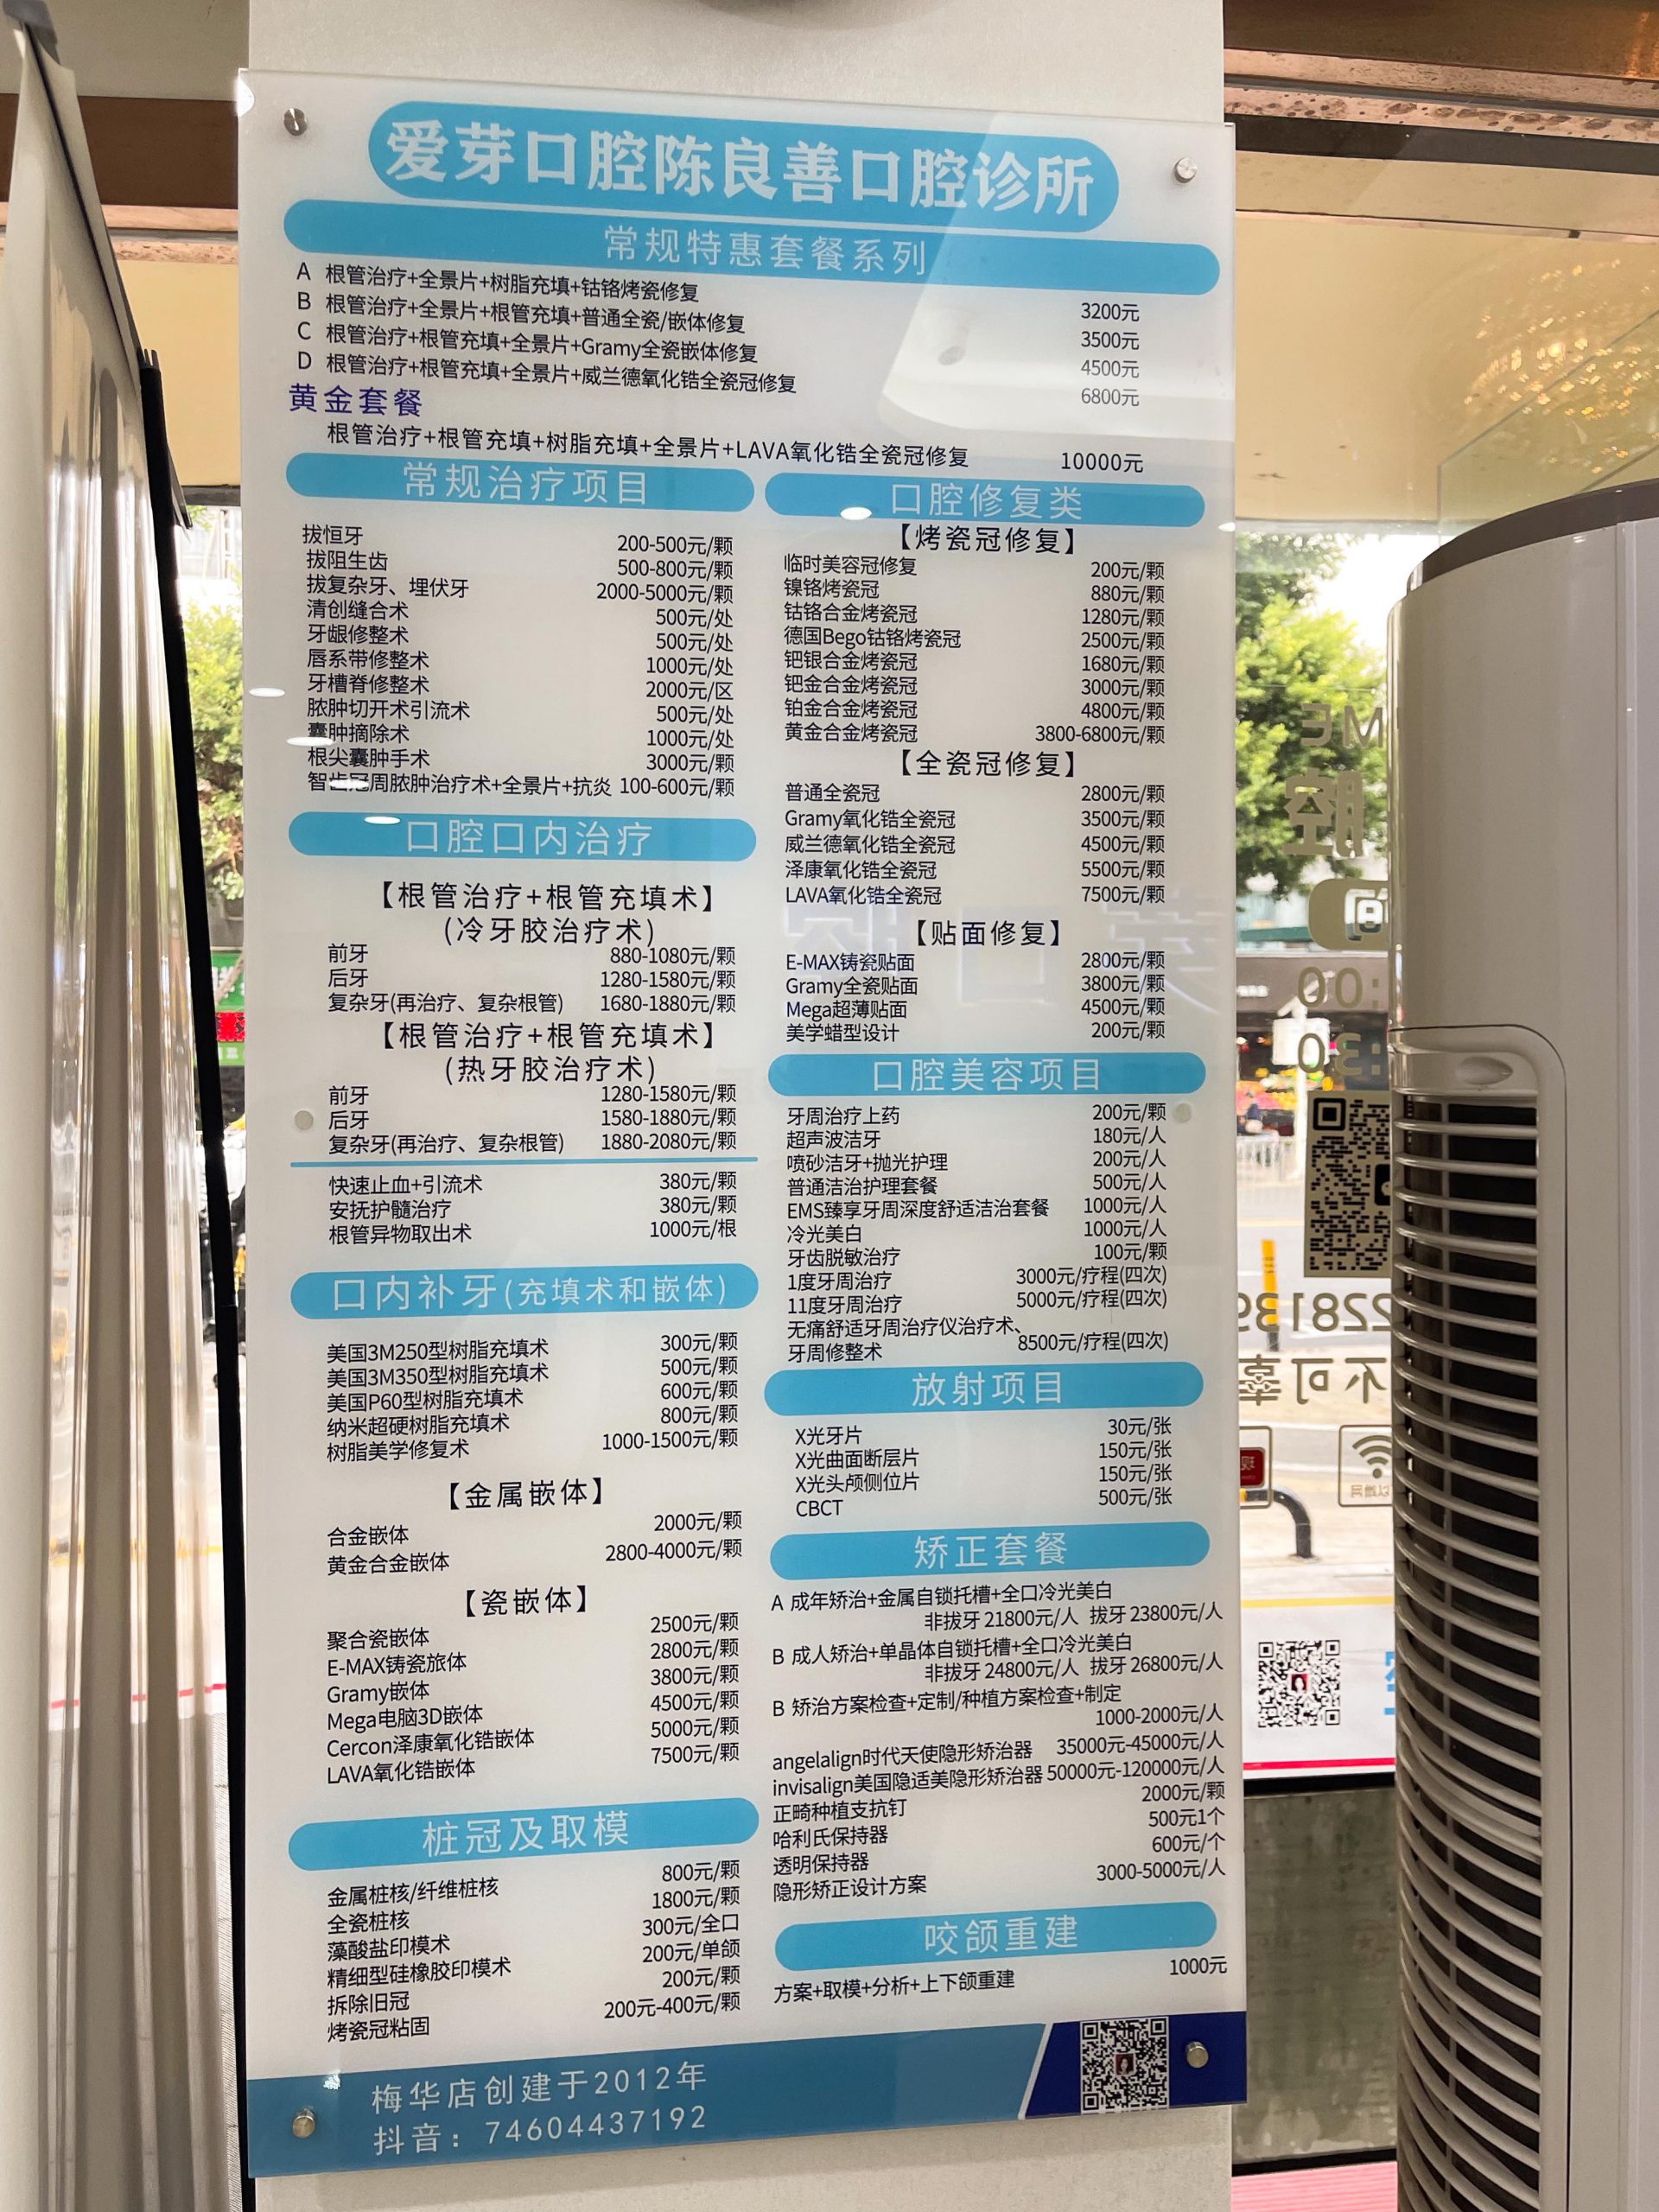 爱芽口腔陈良善口腔诊所
常规特惠套餐系列
A 根管治疗+全景片+树脂充填+钴铬烤瓷修复 3200元
B 根管治疗+全景片+根管充填+普通全瓷/嵌体修复 3500元
C 根管治疗+根管充填+全景片+Gramy全瓷嵌体修复 4500元
D 根管治疗+根管充填+全景片+威兰德氧化锆全瓷冠修复 6800元
黄金套餐
根管治疗+根管充填+树脂充填+全景片+LAVA氧化锆全瓷冠修复 10000元
常规治疗项目
拔恒牙 200-500元/颗
拔阻生齿 500-800元/颗
拔复杂牙、埋伏牙 2000-5000元/颗
清创缝合术 500元/处
牙龈修整术 500元/处
唇系带修整术 1000元/处
牙槽脊修整术 2000元/区
脓肿切开术引流术 500元/处
囊肿摘除术 1000元/处
根尖囊肿手术 3000元/颗
智齿冠周脓肿治疗术+全景片+抗炎 100-600元/颗
口腔口内治疗
【根管治疗+根管充填术】
(冷牙胶治疗术)
前牙 880-1080元/颗
后牙 1280-1580元/颗
复杂牙(再治疗、复杂根管) 1680-1880元/颗
【根管治疗+根管充填术】
(热牙胶治疗术)
前牙 1280-1580元/颗
后牙 1580-1880元/颗
复杂牙(再治疗、复杂根管) 1880-2080元/颗
快速止血+引流术 380元/颗
安抚护髓治疗 380元/颗
根管异物取出术 1000元/根
口内补牙(充填术和嵌体)
美国3M250型树脂充填术 300元/颗
美国3M350型树脂充填术 500元/颗
美国P60型树脂充填术 600元/颗
纳米超硬树脂充填术 800元/颗
树脂美学修复术 1000-1500元/颗
【金属嵌体】
合金嵌体 2000元/颗
黄金合金嵌体 2800-4000元/颗
【瓷嵌体】
聚合瓷嵌体 2500元/颗
E-MAX铸瓷旅体 2800元/颗
Gramy嵌体 3800元/颗
Mega电脑3D嵌体 4500元/颗
Cercon泽康氧化锆嵌体 5000元/颗
LAVA氧化锆嵌体 7500元/颗
桩冠及取模
金属桩核/纤维桩核 800元/颗
全瓷桩核 1800元/颗
藻酸盐印模术 300元/全口
精细型硅橡胶印模术 200元/单颌
拆除旧冠 200元/颗
烤瓷冠粘固 200元-400元/颗
口腔修复类
【烤瓷冠修复】
临时美容冠修复 200元/颗
镍铬烤瓷冠 880元/颗
钴铬合金烤瓷冠 1280元/颗
德国Bego钴铬烤瓷冠 2500元/颗
钯银合金烤瓷冠 1680元/颗
钯金合金烤瓷冠 3000元/颗
铂金合金烤瓷冠 4800元/颗
黄金合金烤瓷冠 3800-6800元/颗
【全瓷冠修复】
普通全瓷冠 2800元/颗
Gramy氧化锆全瓷冠 3500元/颗
威兰德氧化锆全瓷冠 4500元/颗
泽康氧化锆全瓷冠 5500元/颗
LAVA氧化锆全瓷冠 7500元/颗
【贴面修复】
E-MAX铸瓷贴面 2800元/颗
Gramy全瓷贴面 3800元/颗
Mega超薄贴面 4500元/颗
美学蜡型设计 200元/颗
口腔美容项目
牙周治疗上药 200元/颗
超声波洁牙 180元/人
喷砂洁牙+抛光护理 200元/人
普通洁治护理套餐 500元/人
EMS臻享牙周深度舒适洁治套餐 1000元/人
冷光美白 1000元/人
牙齿脱敏治疗 100元/颗
1度牙周治疗 3000元/疗程(四次)
11度牙周治疗 5000元/疗程(四次)
无痛舒适牙周治疗仪治疗术、
牙周修整术 8500元/疗程(四次)
放射项目
X光牙片 30元/张
X光曲面断层片 150元/张
X光头颅侧位片 150元/张
CBCT 500元/张
矫正套餐
A 成年矫治+金属自锁托槽+全口冷光美白
非拔牙21800元/人 拔牙23800元/人
B 成人矫治+单晶体自锁托槽+全口冷光美白
非拔牙24800元/人 拔牙26800元/人
B 矫治方案检查+定制/种植方案检查+制定
1000-2000元/人
angelalign时代天使隐形矫治器 35000元-45000元/人
invisalign美国隐适美隐形矫治器 50000元-120000元/人
正畸种植支抗钉 2000元/颗
哈利氏保持器 500元1个
透明保持器 600元/个
隐形矫正设计方案 3000-5000元/人
咬颌重建
方案+取模+分析+上下颌重建 1000元
梅华店创建于2012年
抖音：74604437192